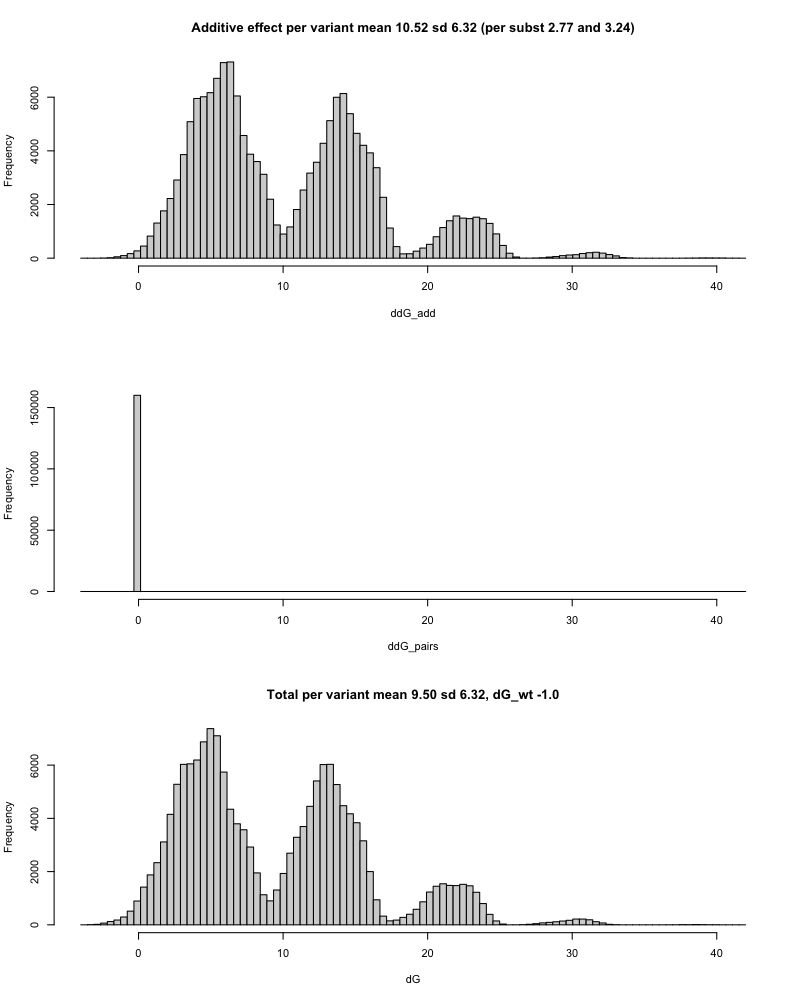 Additive effect per variant mean 10.52 sd 6.32 (per subst 2.77 and 3.24)
Frequency
6000
4000
2000
0
0 10 20 30 40
ddG_add
Frequency
150000
100000
50000
0
0 10 20 30 40
ddG_pairs
Total per variant mean 9.50 sd 6.32, dG_wt -1.0
Frequency
6000
4000
2000
0
0 10 20 30 40
dG